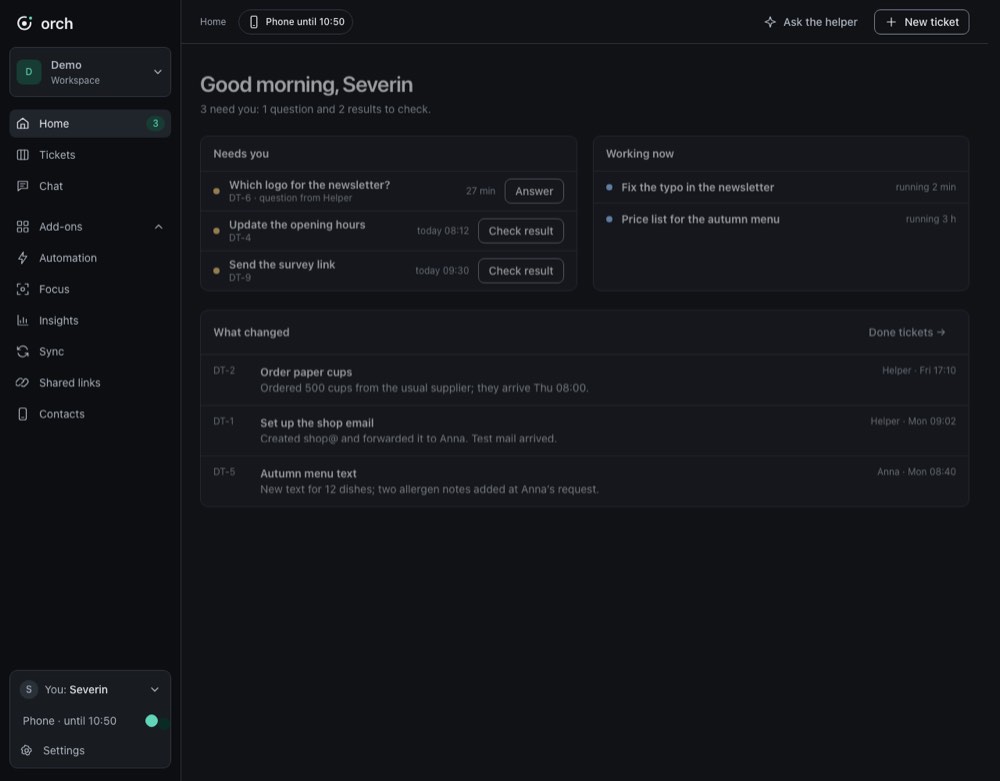 orch
D
Demo
Workspace
Home
3
Tickets
Chat
Add-ons
Automation
Focus
Insights
Sync
Shared links
Contacts
S
You: Severin
Phone · until 10:50
Settings
Home
Phone until 10:50
Ask the helper
New ticket
Good morning, Severin
3 need you: 1 question and 2 results to check.
Needs you
Which logo for the newsletter?
DT-6 · question from Helper
27 min
Answer
Update the opening hours
DT-4
today 08:12
Check result
Send the survey link
DT-9
today 09:30
Check result
Working now
Fix the typo in the newsletter
running 2 min
Price list for the autumn menu
running 3 h
What changed
Done tickets →
DT-2
Order paper cups
Helper · Fri 17:10
Ordered 500 cups from the usual supplier; they arrive Thu 08:00.
DT-1
Set up the shop email
Helper · Mon 09:02
Created shop@ and forwarded it to Anna. Test mail arrived.
DT-5
Autumn menu text
Anna · Mon 08:40
New text for 12 dishes; two allergen notes added at Anna's request.